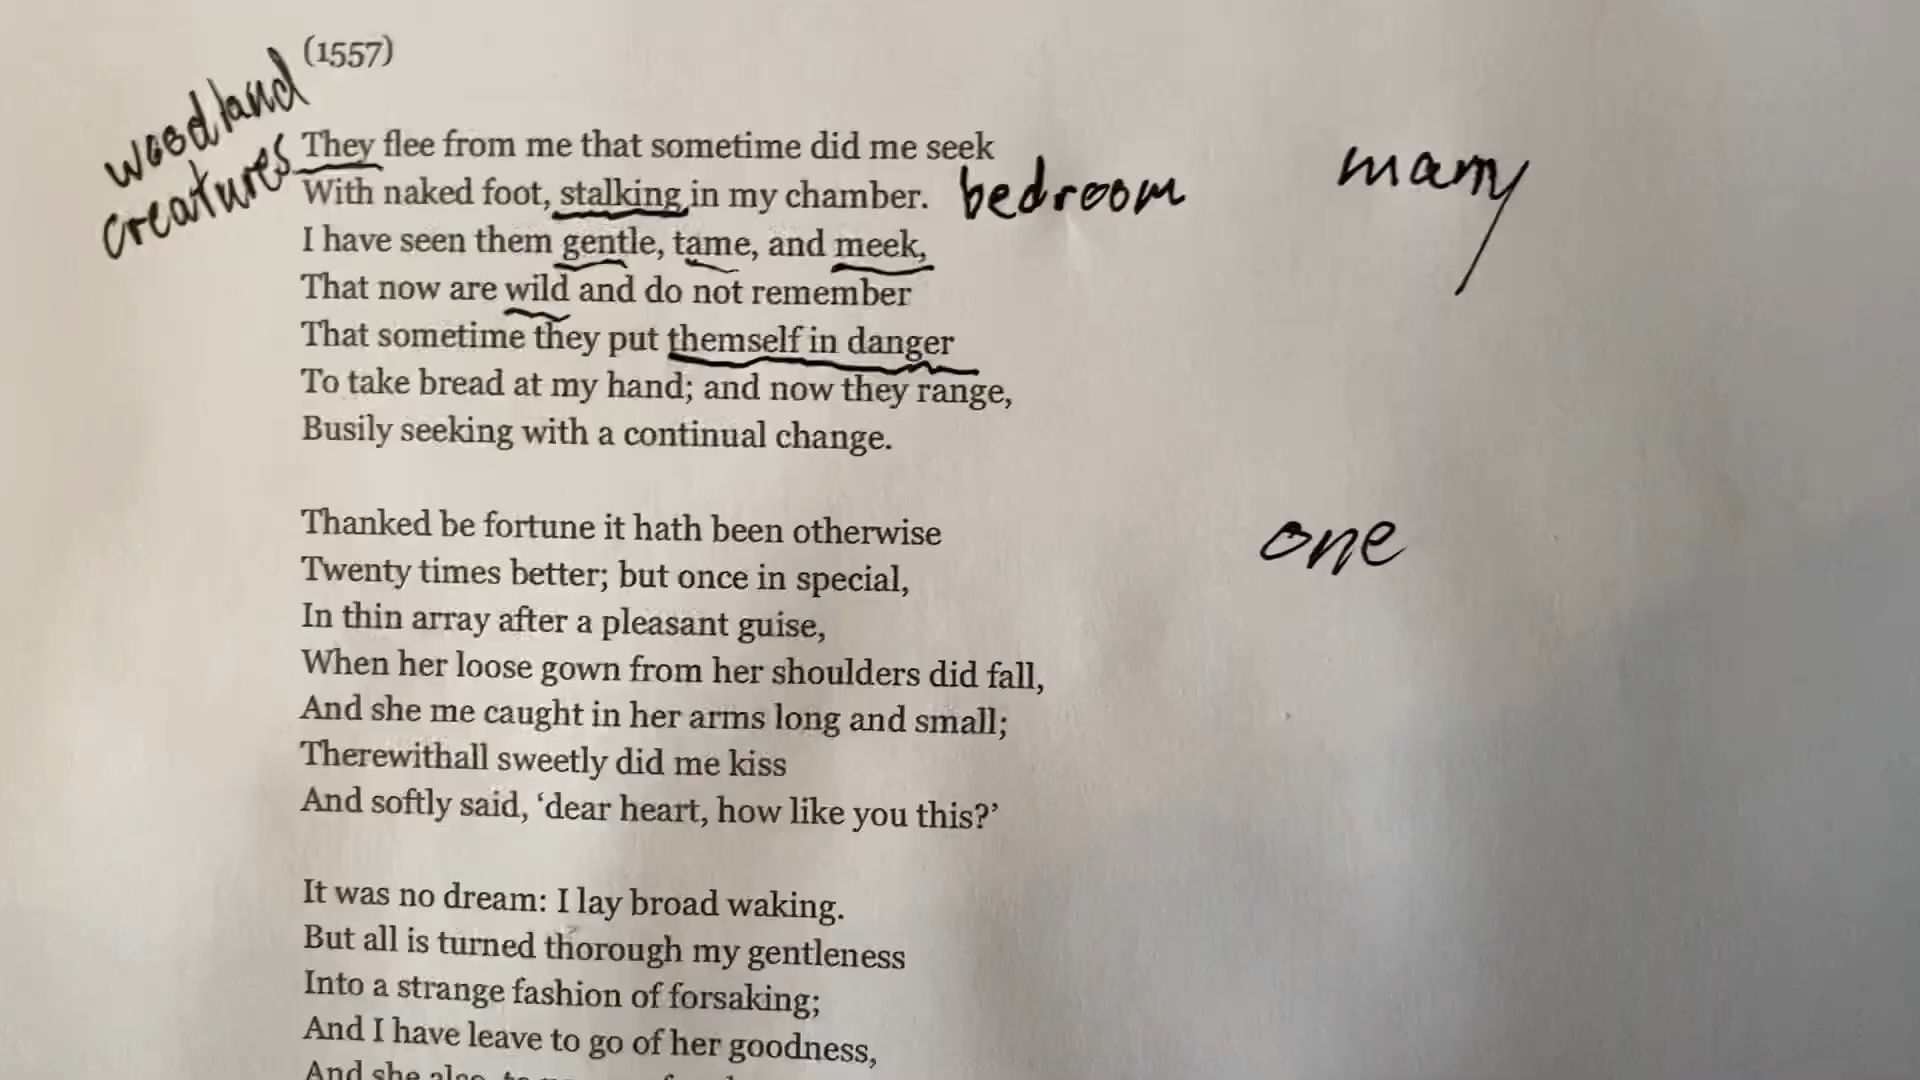 (1557)
woodland
creatures
They flee from me that sometime did me seek
With naked foot, stalking in my chamber.
bedroom
many
I have seen them gentle, tame, and meek,
That now are wild and do not remember
That sometime they put themself in danger
To take bread at my hand; and now they range,
Busily seeking with a continual change.
Thanked be fortune it hath been otherwise
one
Twenty times better; but once in special,
In thin array after a pleasant guise,
When her loose gown from her shoulders did fall,
And she me caught in her arms long and small;
Therewithall sweetly did me kiss
And softly said, ‘dear heart, how like you this?’
It was no dream: I lay broad waking.
But all is turned thorough my gentleness
Into a strange fashion of forsaking;
And I have leave to go of her goodness,
And she also,